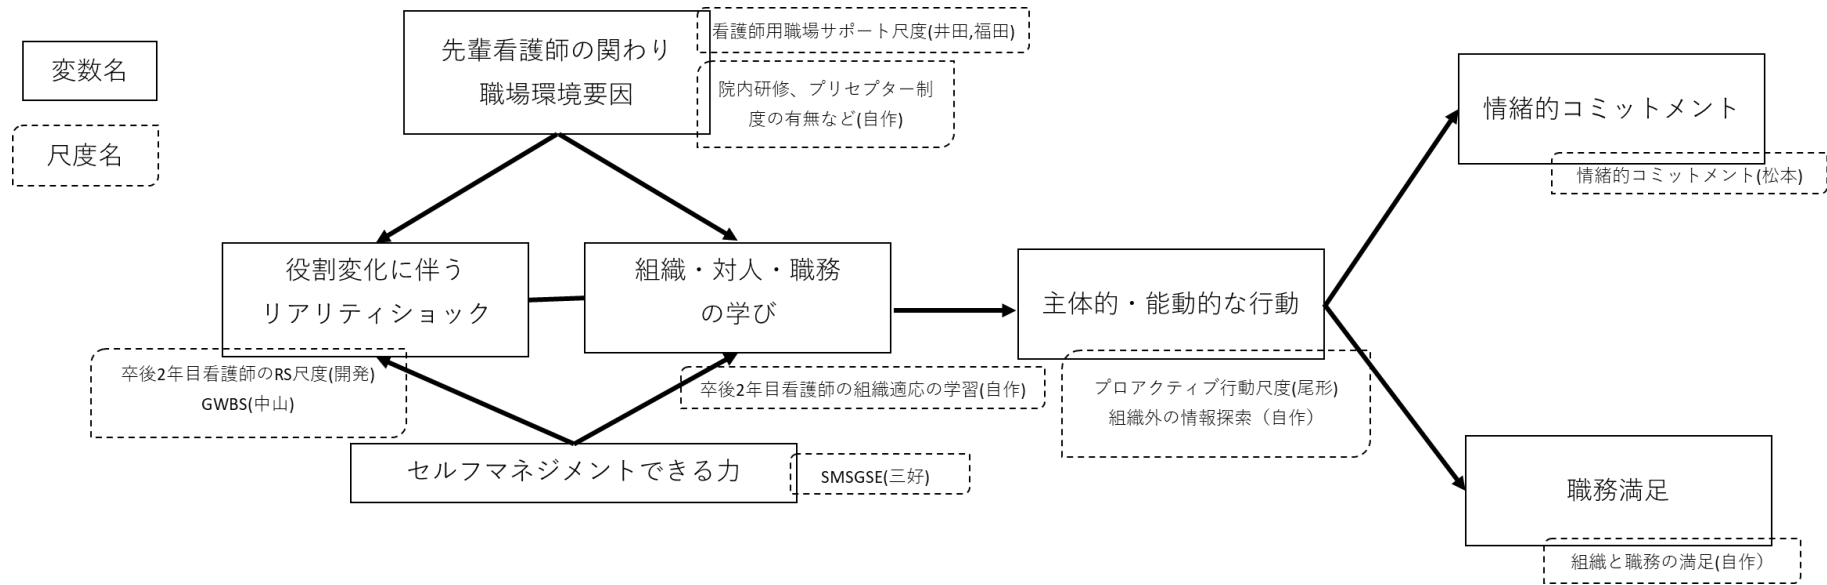 変数名
尺度名
先輩看護師の関わり
職場環境要因
看護師用職場サポート尺度(井田,福田)
院内研修、プリセプター制
度の有無など(自作)
役割変化に伴う
リアリティショック
卒後2年目看護師のRS尺度(開発)
GWBS(中山)
組織・対人・職務
の学び
卒後2年目看護師の組織適応の学習(自作)
セルフマネジメントできる力
SMSGSE(三好)
主体的・能動的な行動
プロアクティブ行動尺度(尾形)
組織外の情報探索（自作）
情緒的コミットメント
情緒的コミットメント(松本)
職務満足
組織と職務の満足(自作）